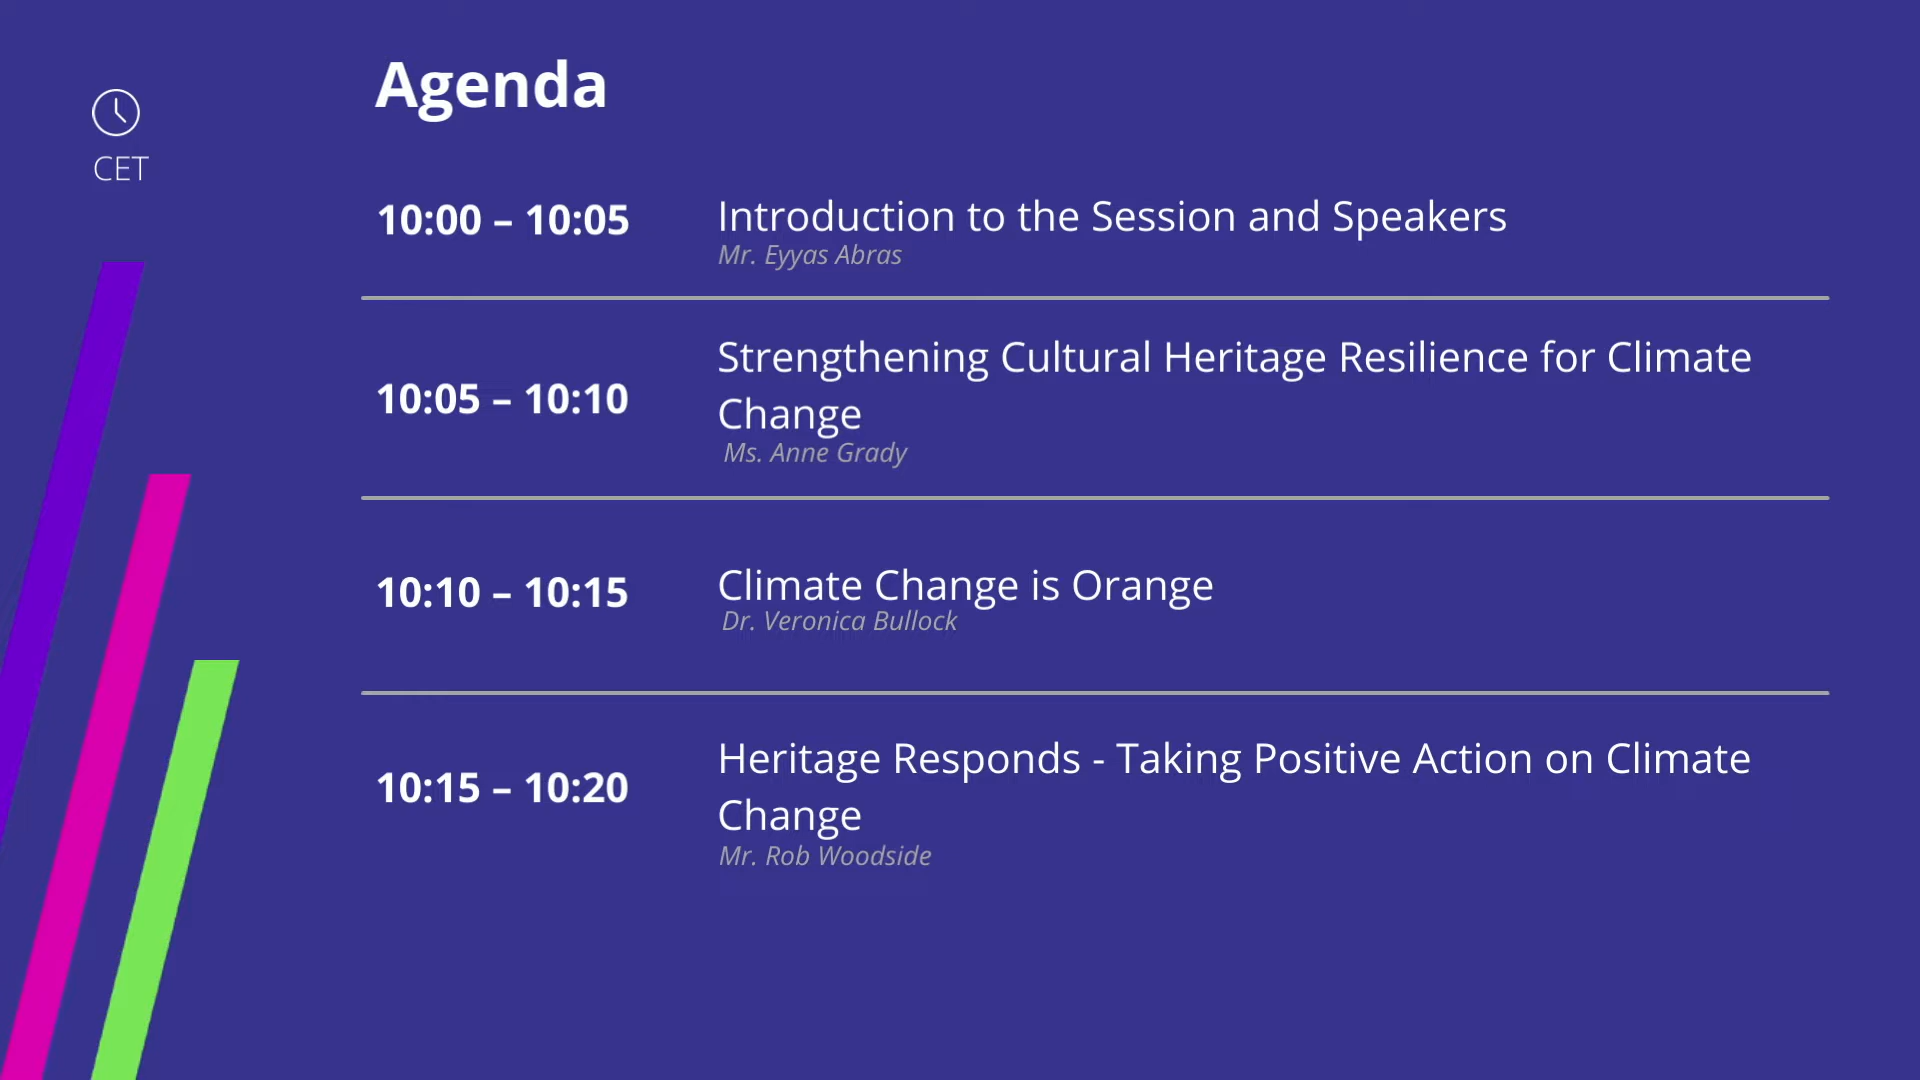 Agenda
CET
10:00 – 10:05
Introduction to the Session and Speakers
Mr. Eyyas Abras
10:05 – 10:10
Strengthening Cultural Heritage Resilience for Climate
Change
Ms. Anne Grady
10:10 – 10:15
Climate Change is Orange
Dr. Veronica Bullock
10:15 – 10:20
Heritage Responds - Taking Positive Action on Climate
Change
Mr. Rob Woodside